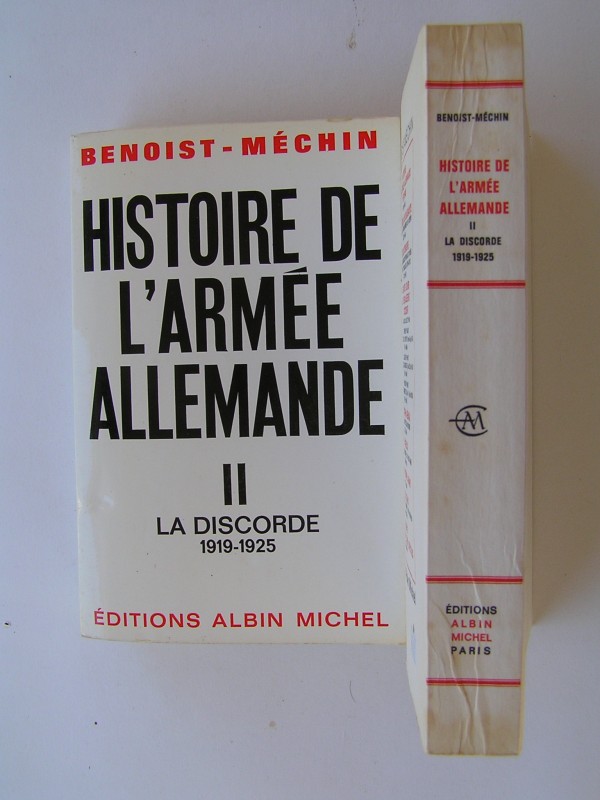 BENOIST-MÉCHIN
HISTOIRE DE
L'ARMÉE
ALLEMANDE
II
LA DISCORDE
1919-1925
ÉDITIONS ALBIN MICHEL
BENOIST-MÉCHIN
HISTOIRE DE
L'ARMÉE
ALLEMANDE
II
LA DISCORDE
1919-1925
ÉDITIONS
ALBIN
MICHEL
PARIS